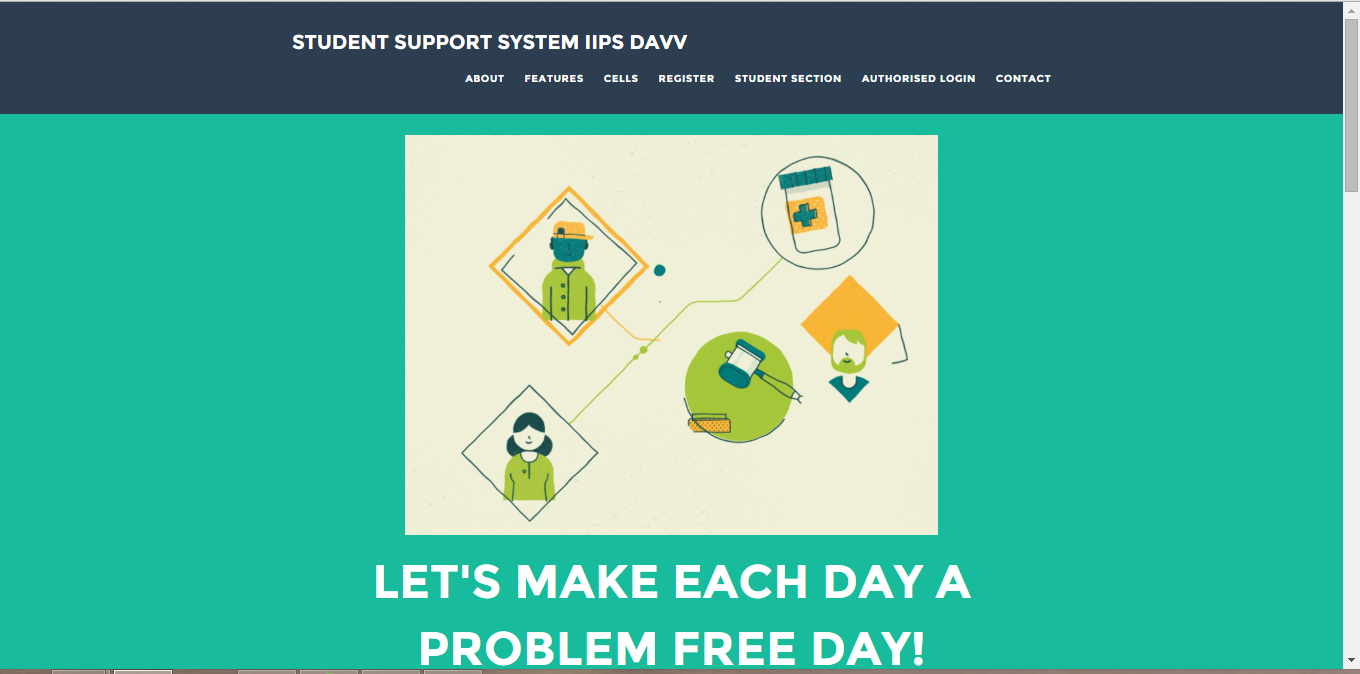 STUDENT SUPPORT SYSTEM IIPS DAVV
ABOUT FEATURES CELLS REGISTER STUDENT SECTION AUTHORISED LOGIN CONTACT
LET'S MAKE EACH DAY A
PROBLEM FREE DAY!